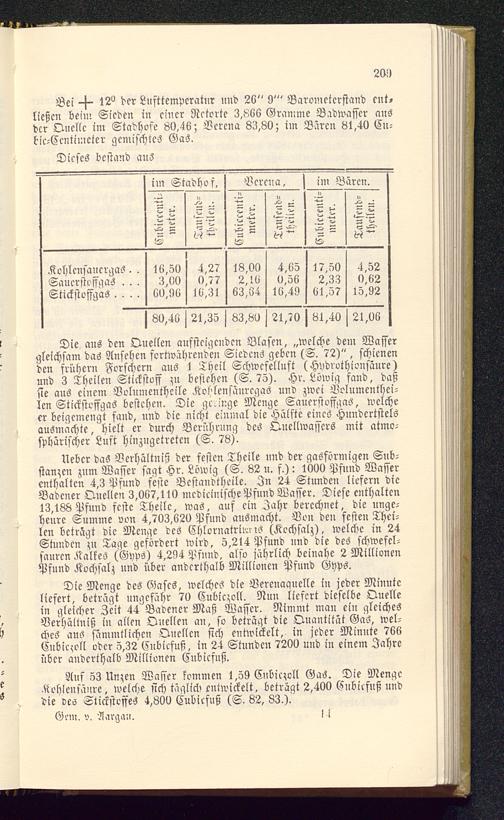 209
Bei + 12⁰ der Lufttemperatur und 26“ 9“‘ Barometerstand ent-
ließen beim Sieden in einer Retorte 3,866 Gramme Badwasser aus
der Quelle im Stadhofe 80,46; Verena 83,80; im Bären 81,40 Cu-
bic-Centimeter gemischtes Gas.
Dieses bestand aus
im Stadhof, Verena, im Bären.
Cubiccenti-meter. Tausend-theilen. Cubiccenti-meter. Tausend-theilen. Cubiccenti-meter. Tausend-theilen.
Kohlensauergas . . 16,50 4,27 18,00 4,65 17,50 4,52
Sauerstoffgas . . . 3,00 0,77 2,16 0,56 2,33 0,62
Stickstoffgas . . . . 60,96 16,31 63,64 16,49 61,57 15,92
80,46 21,35 83,80 21,70 81,40 21,06
Die aus den Quellen aufsteigenden Blasen, „welche dem Wasser
gleichsam das Ansehen fortwährenden Siedens geben (S. 72)“, schienen
den frühern Forschern aus 1 Theil Schwefelluft (Hydrothionsäure)
und 3 Theilen Stickstoff zu bestehen (S. 75). Hr. Löwig fand, daß
sie aus einem Volumentheile Kohlensäuregas und zwei Volumenthei-
len Stickstoffgas bestehen. Die geringe Menge Sauerstoffgas, welche
er beigemengt fand, und die nicht einmal die Hälfte eines Hundertstels
ausmachte, hielt er durch Berührung des Quellwassers mit atmo-
sphärischer Luft hinzugetreten (S. 78).
Ueber das Verhältniß der festen Theile und der gasförmigen Sub-
stanzen zum Wasser sagt Hr. Löwig (S. 82 u. f.): 1000 Pfund Wasser
enthalten 4,3 Pfund feste Bestandtheile. In 24 Stunden liefern die
Badener Quellen 3,067,110 medicinische Pfund Wasser. Diese enthalten
13,188 Pfund feste Theile, was, auf ein Jahr berechnet, die unge-
heure Summe von 4,703,620 Pfund ausmacht. Von den festen Thei-
len beträgt die Menge des Chlornatriums (Kochsalz), welche in 24
Stunden zu Tage gefördert wird, 5,214 Pfund und die des schwefel-
sauren Kalkes (Gyps) 4,294 Pfund, also jährlich beinahe 2 Millionen
Pfund Kochsalz und über anderthalb Millionen Pfund Gyps.
Die Menge des Gases, welches die Verenaquelle in jeder Minute
liefert, beträgt ungefähr 70 Cubiczoll. Nun liefert dieselbe Quelle
in gleicher Zeit 44 Badener Maß Wasser. Nimmt man ein gleiches
Verhältniß in allen Quellen an, so beträgt die Quantität Gas, wel-
ches aus sämmtlichen Quellen sich entwickelt, in jeder Minute 766
Cubiczoll oder 5,32 Cubicfuß, in 24 Stunden 7200 und in einem Jahre
über anderthalb Millionen Cubicfuß.
Auf 53 Unzen Wasser kommen 1,59 Cubiczoll Gas. Die Menge
Kohlensäure, welche sich täglich entwickelt, beträgt 2,400 Cubicfuß und
die des Stickstoffes 4,800 Cubicfuß (S. 82, 83.).
Gem. v. Aargau. 14